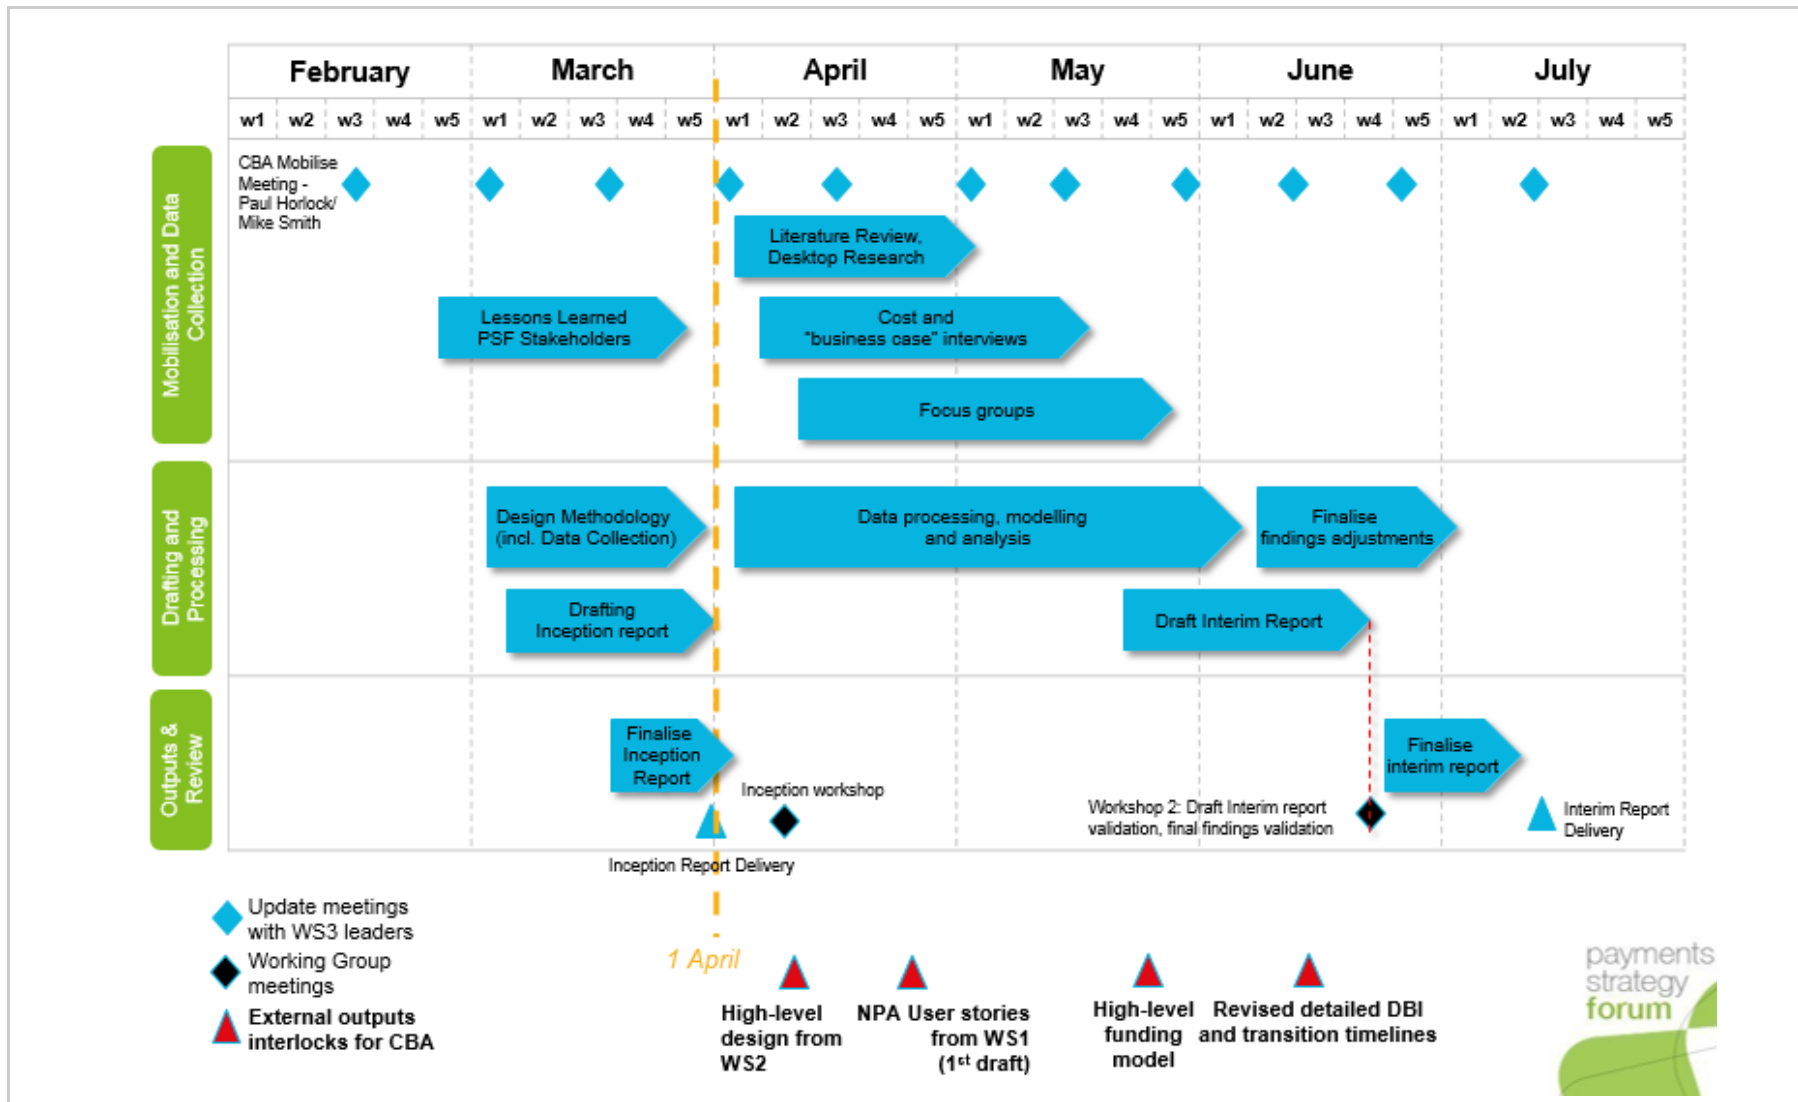 February March April May June July
w1 w2 w3 w4 w5 w1 w2 w3 w4 w5 w1 w2 w3 w4 w5 w1 w2 w3 w4 w5 w1 w2 w3 w4 w5 w1 w2 w3 w4 w5
Mobilisation and Data
Collection
CBA Mobilise
Meeting -
Paul Horlock/
Mike Smith
Literature Review,
Desktop Research
Lessons Learned
PSF Stakeholders
Cost and
“business case” interviews
Focus groups
Drafting and
Processing
Design Methodology
(incl. Data Collection)
Data processing, modelling
and analysis
Finalise
findings adjustments
Drafting
Inception report
Draft Interim Report
Outputs &
Review
Finalise
Inception
Report
Finalise
interim report
Inception workshop
Workshop 2: Draft Interim report
validation, final findings validation
Interim Report
Delivery
Inception Report Delivery
Update meetings
with WS3 leaders
Working Group
meetings
External outputs
interlocks for CBA
1 April
High-level
design from
WS2
NPA User stories
from WS1
(1st draft)
High-level
funding
model
Revised detailed DBI
and transition timelines
payments
strategy
forum